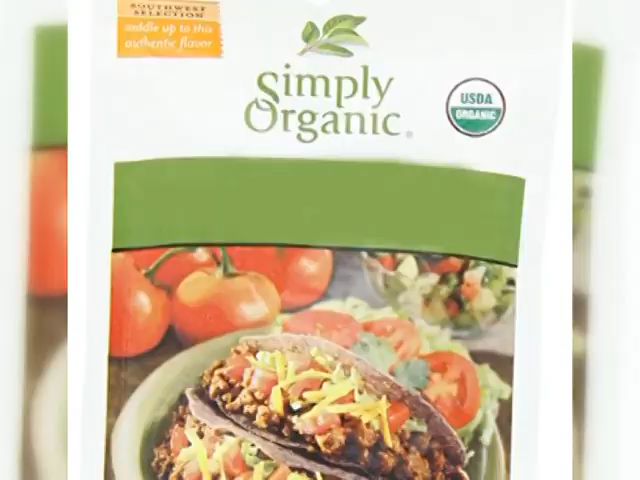 SOUTHWEST
SELECTION
saddle up to this
authentic flavor
Simply
Organic®
USDA
ORGANIC